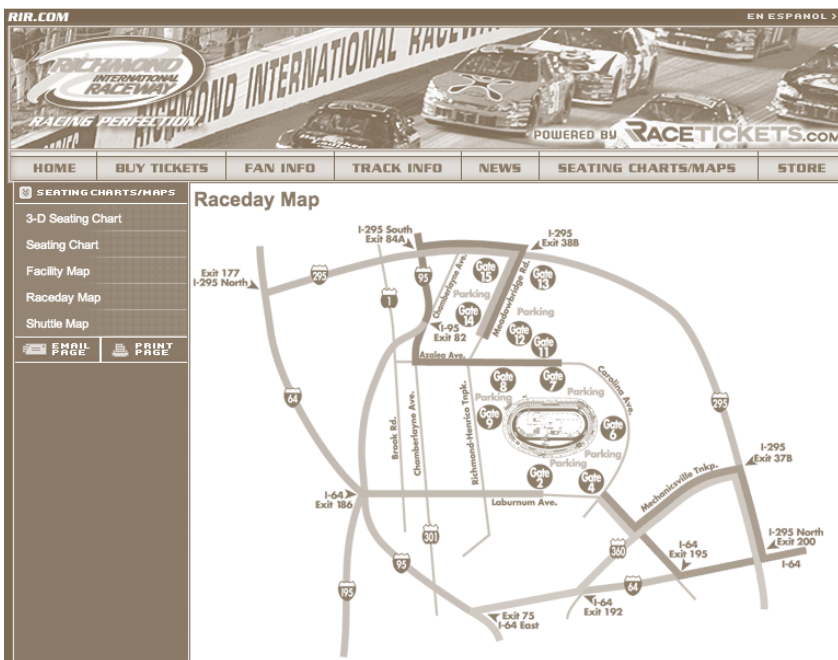 RIR.COM
EN ESPANOL >
RICHMOND
INTERNATIONAL
RACEWAY
RACING PERFECTION
RICHMOND INTERNATIONAL RACEWAY
POWERED BY RACETICKETS.COM
HOME
BUY TICKETS
FAN INFO
TRACK INFO
NEWS
SEATING CHARTS/MAPS
STORE
SEATING CHARTS/MAPS
3-D Seating Chart
Seating Chart
Facility Map
Raceday Map
Shuttle Map
EMAIL
PAGE
PRINT
PAGE
Raceday Map
I-295 South
Exit 84A
I-295
Exit 38B
Exit 177
I-295 North
295
95
1
Chamberlayne Ave.
Gate
15
Meadowbridge Rd.
Gate
13
Parking
Gate
14
Parking
I-95
Exit 82
Gate
12
Gate
11
Azalea Ave.
Gate
8
Gate
7
Carolina Ave.
64
Parking
Parking
295
Brook Rd.
Chamberlayne Ave.
Richmond-Henrico Tnpk.
Gate
9
Gate
6
Parking
Parking
I-295
Exit 37B
Gate
2
Gate
4
Mechanicsville Tnkp.
I-64
Exit 186
Laburnum Ave.
301
360
I-295 North
Exit 200
I-64
Exit 195
I-64
95
195
64
I-64
Exit 192
Exit 75
I-64 East